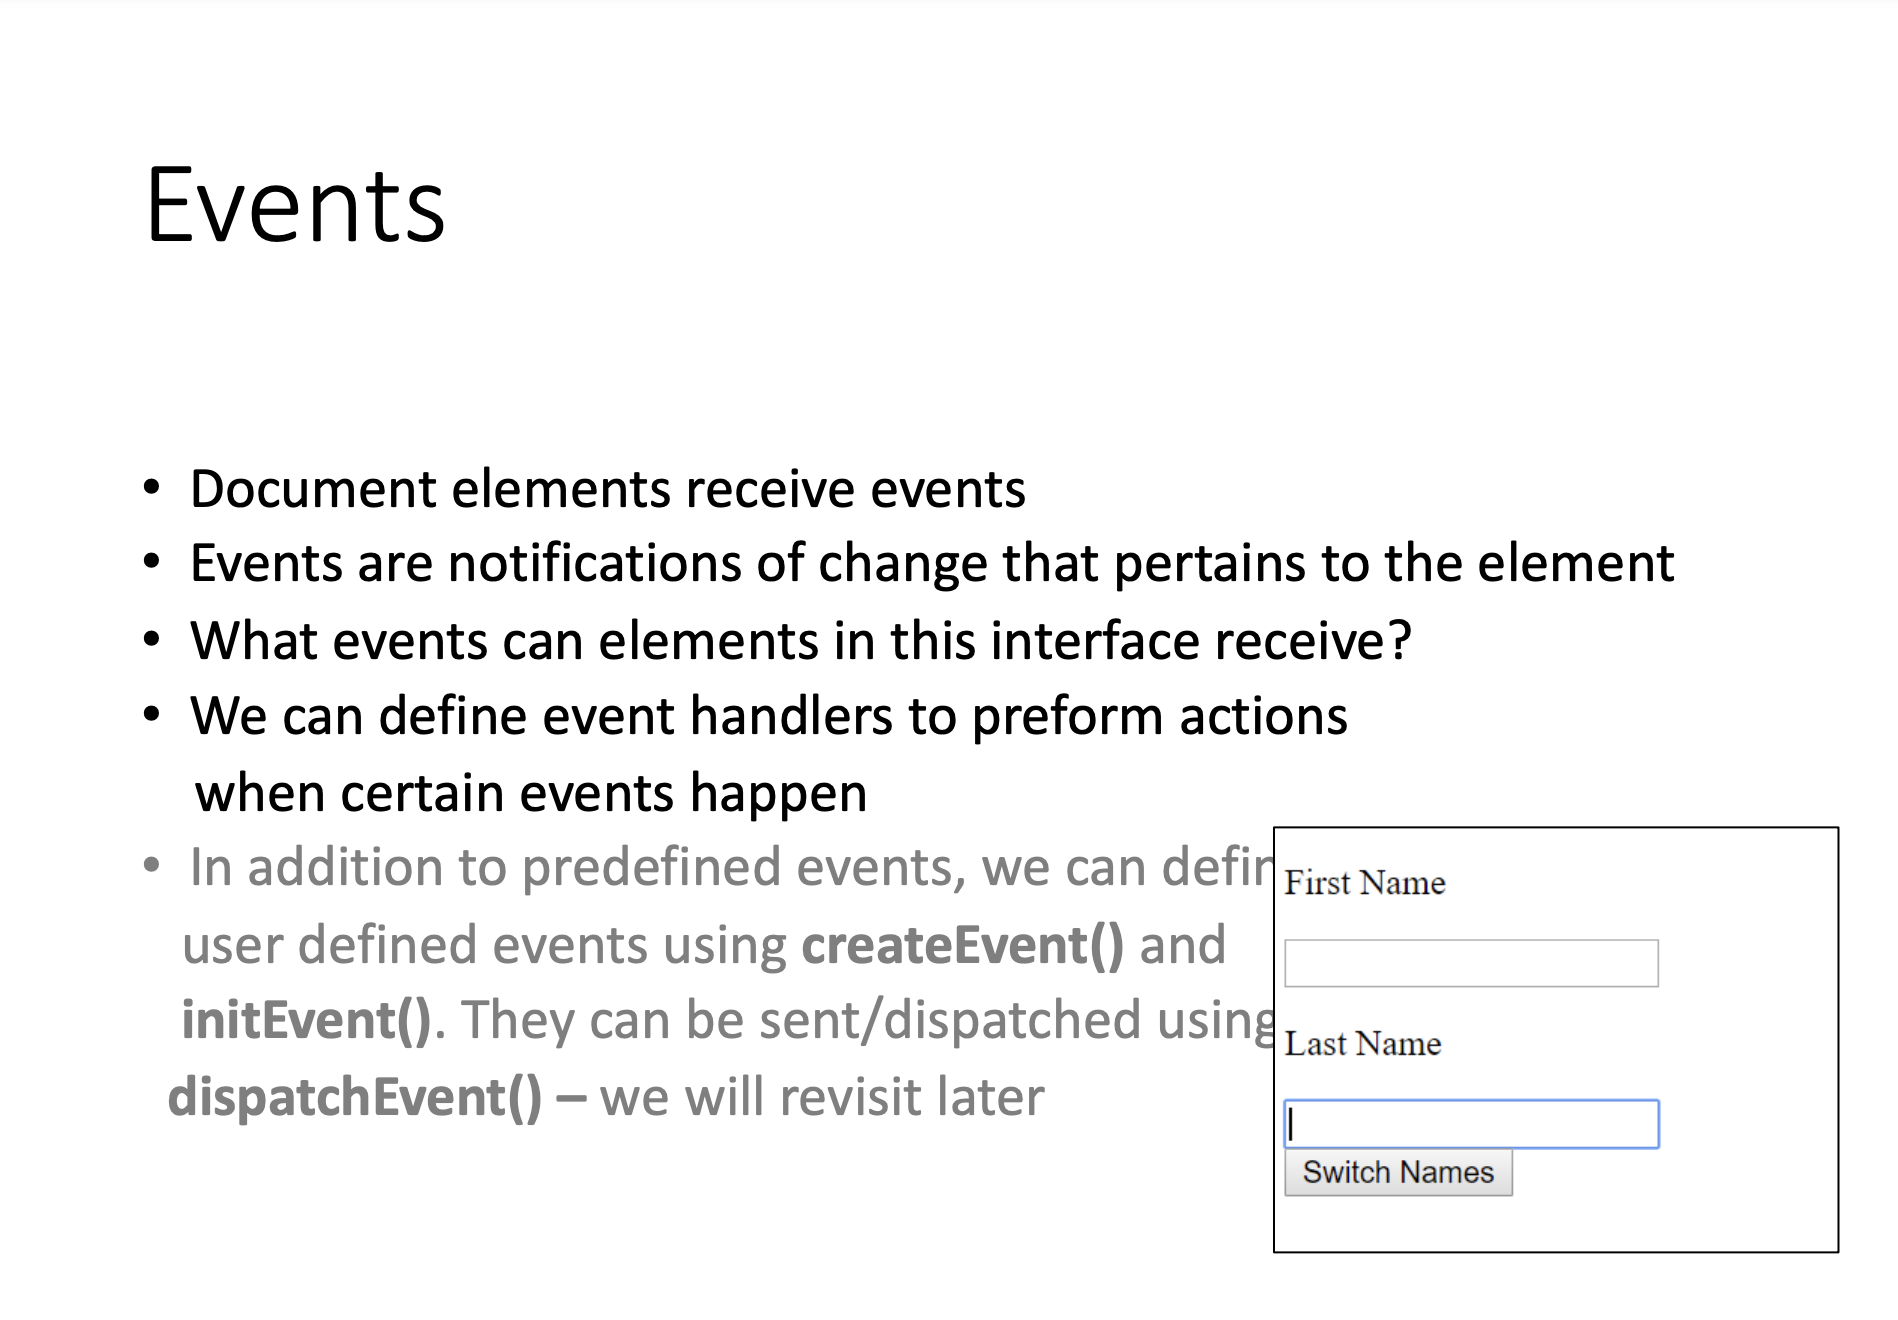 Events
• Document elements receive events
• Events are notifications of change that pertains to the element
• What events can elements in this interface receive?
• We can define event handlers to preform actions
when certain events happen
• In addition to predefined events, we can defin
user defined events using createEvent() and
initEvent(). They can be sent/dispatched using
dispatchEvent() – we will revisit later
First Name
Last Name
Switch Names